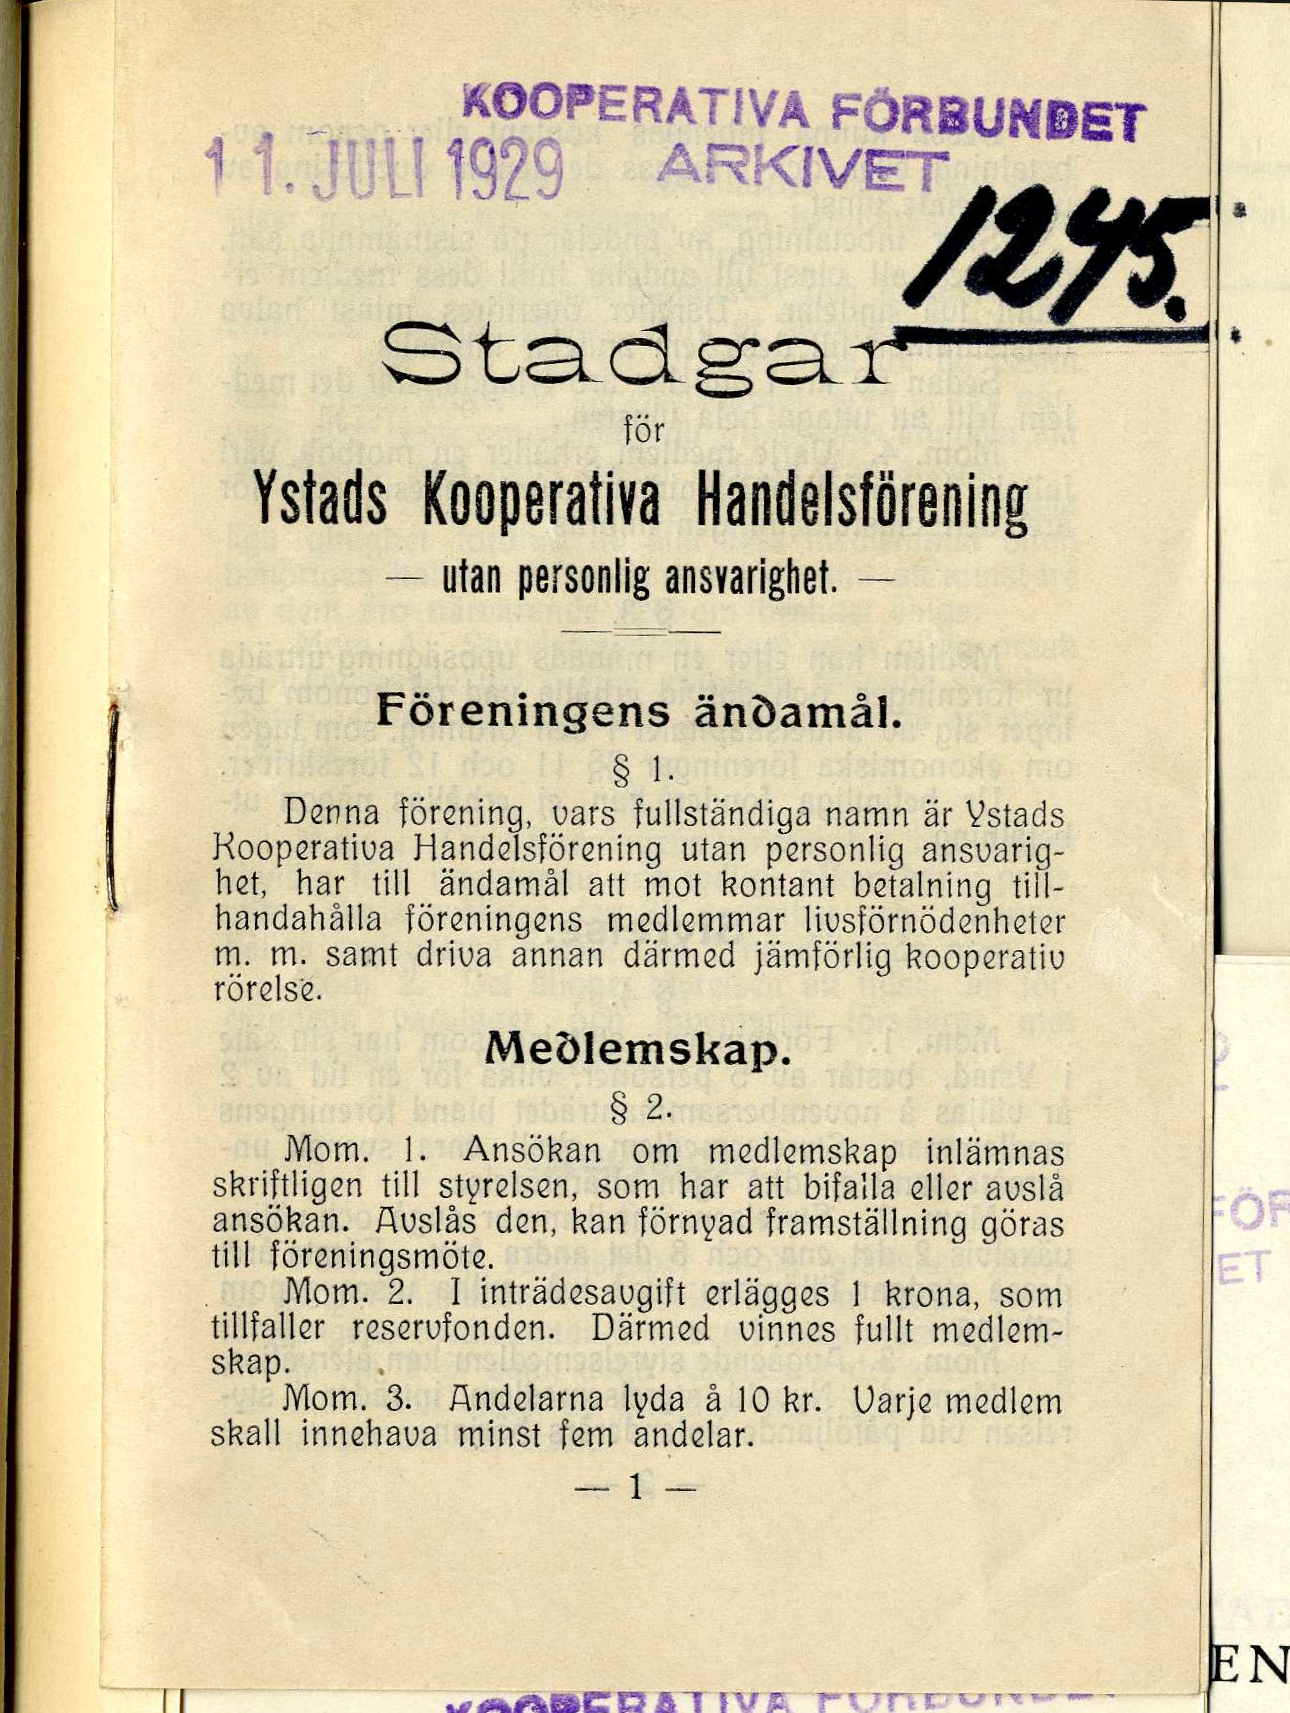 KOOPERATIVA FÖRBUNDET
11. JULI 1929 ARKIVET
1245.
Stadgar
för
Ystads Kooperativa Handelsförening
— utan personlig ansvarighet. —
Föreningens ändamål.
§ 1.
Denna förening, vars fullständiga namn är Ystads
Kooperativa Handelsförening utan personlig ansvarig-
het, har till ändamål att mot kontant betalning till-
handahålla föreningens medlemmar livsförnödenheter
m. m. samt driva annan därmed jämförlig kooperativ
rörelse.
Medlemskap.
§ 2.
Mom. 1. Ansökan om medlemskap inlämnas
skriftligen till styrelsen, som har att bifalla eller avslå
ansökan. Avslås den, kan förnyad framställning göras
till föreningsmöte.
Mom. 2. I inträdesavgift erlägges 1 krona, som
tillfaller reservfonden. Därmed vinnes fullt medlem-
skap.
Mom. 3. Andelarna lyda å 10 kr. Varje medlem
skall innehava minst fem andelar.
— 1 —
FÖR
ET
EN
KOOPERATIVA FÖRBUNDET